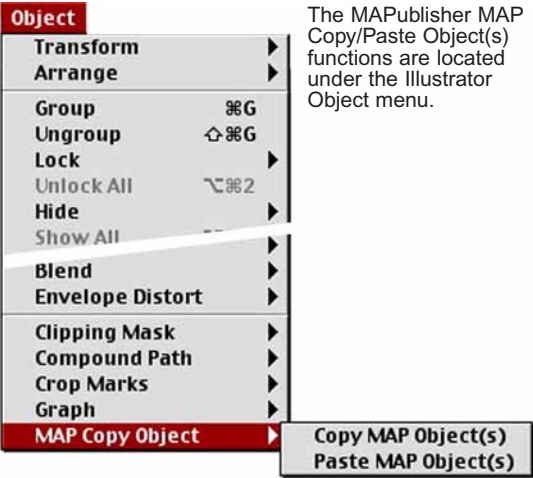 Object
Transform
Arrange
Group ⌘G
Ungroup ⇧⌘G
Lock
Unlock All ⌥⌘2
Hide
Show All
Blend
Envelope Distort
Clipping Mask
Compound Path
Crop Marks
Graph
MAP Copy Object
Copy MAP Object(s)
Paste MAP Object(s)
The MAPublisher MAP
Copy/Paste Object(s)
functions are located
under the Illustrator
Object menu.